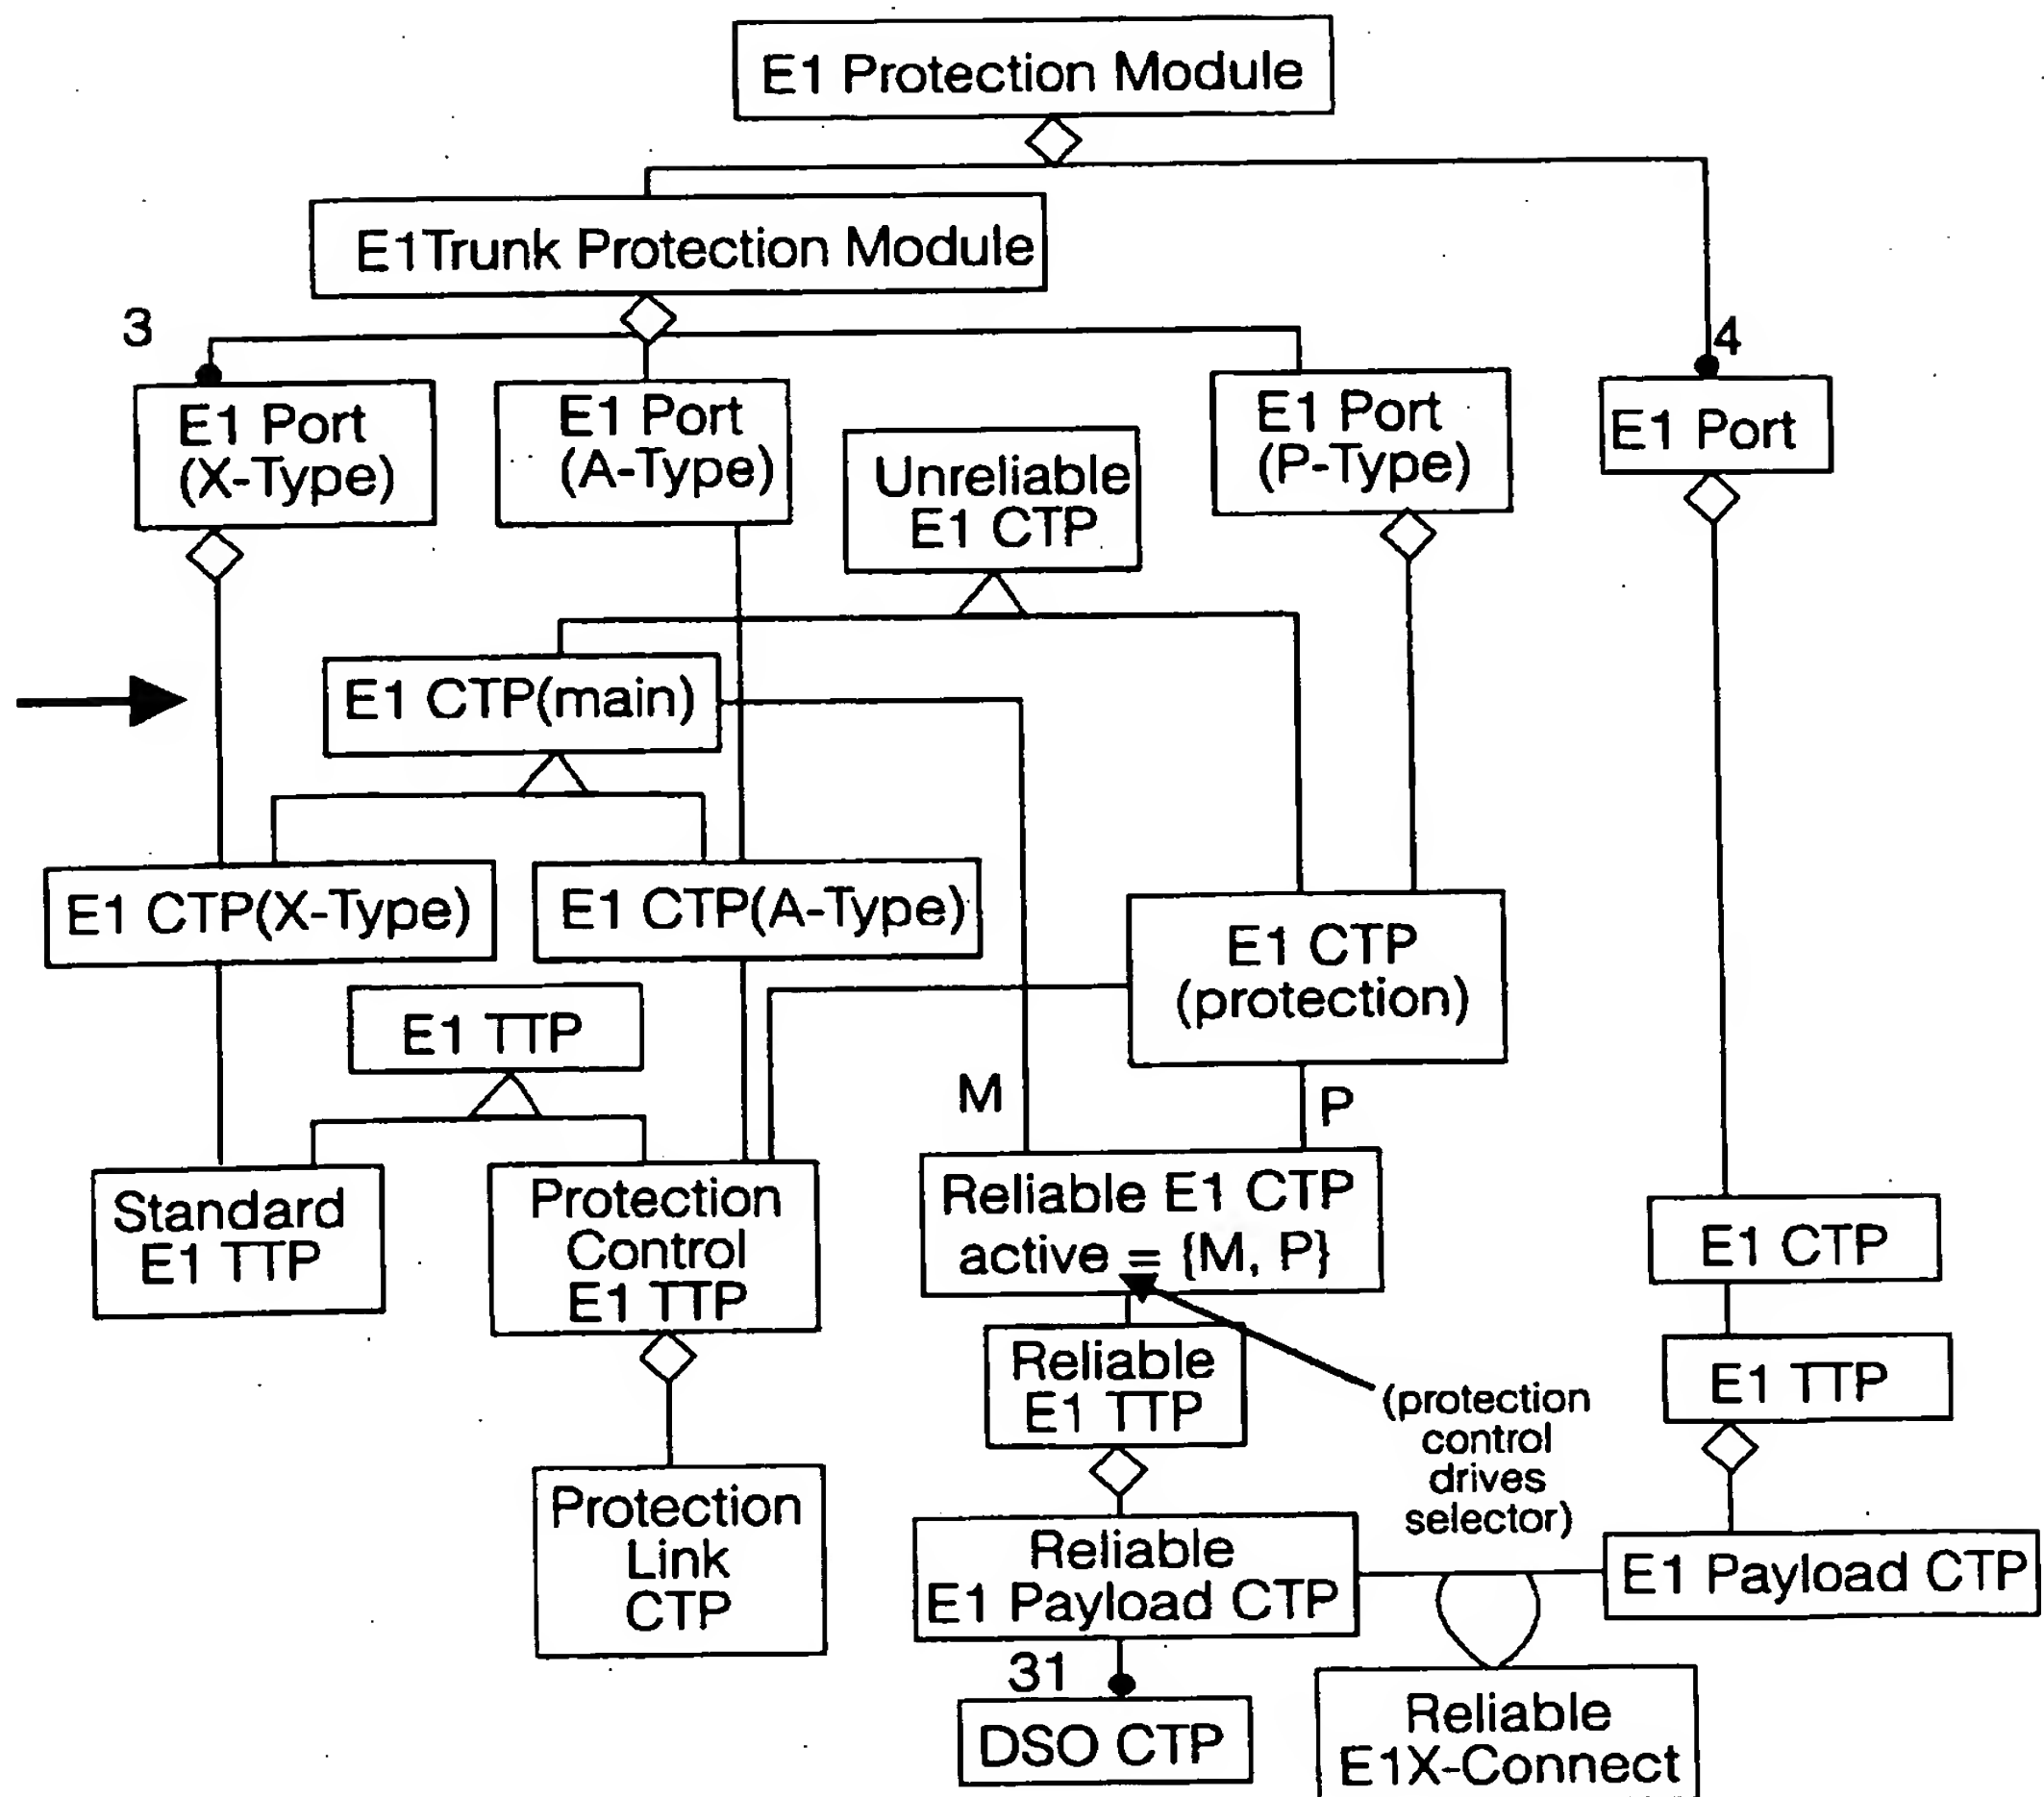 E1 Protection Module
E1Trunk Protection Module
3
4
E1 Port
(X-Type)
E1 Port
(A-Type)
Unreliable
E1 CTP
E1 Port
(P-Type)
E1 Port
E1 CTP(main)
E1 CTP(X-Type)
E1 CTP(A-Type)
E1 CTP
(protection)
E1 TTP
M
P
Standard
E1 TTP
Protection
Control
E1 TTP
Reliable E1 CTP
active = {M, P}
E1 CTP
Reliable
E1 TTP
E1 TTP
(protection
control
drives
selector)
Protection
Link
CTP
Reliable
E1 Payload CTP
E1 Payload CTP
31
DSO CTP
Reliable
E1X-Connect